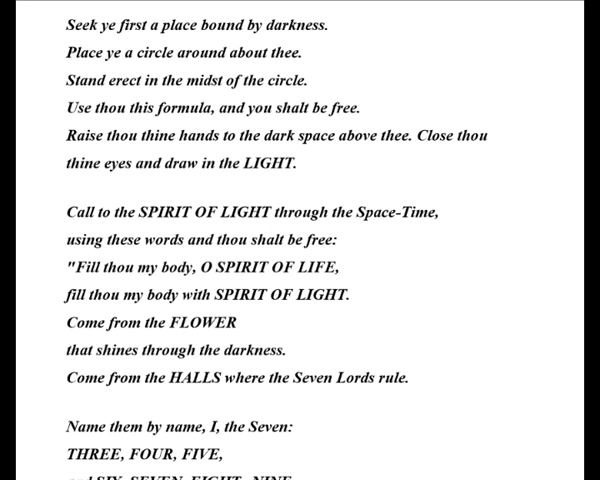 Seek ye first a place bound by darkness.
Place ye a circle around about thee.
Stand erect in the midst of the circle.
Use thou this formula, and you shalt be free.
Raise thou thine hands to the dark space above thee. Close thou
thine eyes and draw in the LIGHT.
Call to the SPIRIT OF LIGHT through the Space-Time,
using these words and thou shalt be free:
"Fill thou my body, O SPIRIT OF LIFE,
fill thou my body with SPIRIT OF LIGHT.
Come from the FLOWER
that shines through the darkness.
Come from the HALLS where the Seven Lords rule.
Name them by name, I, the Seven:
THREE, FOUR, FIVE,
and SIX, SEVEN, EIGHT, NINE